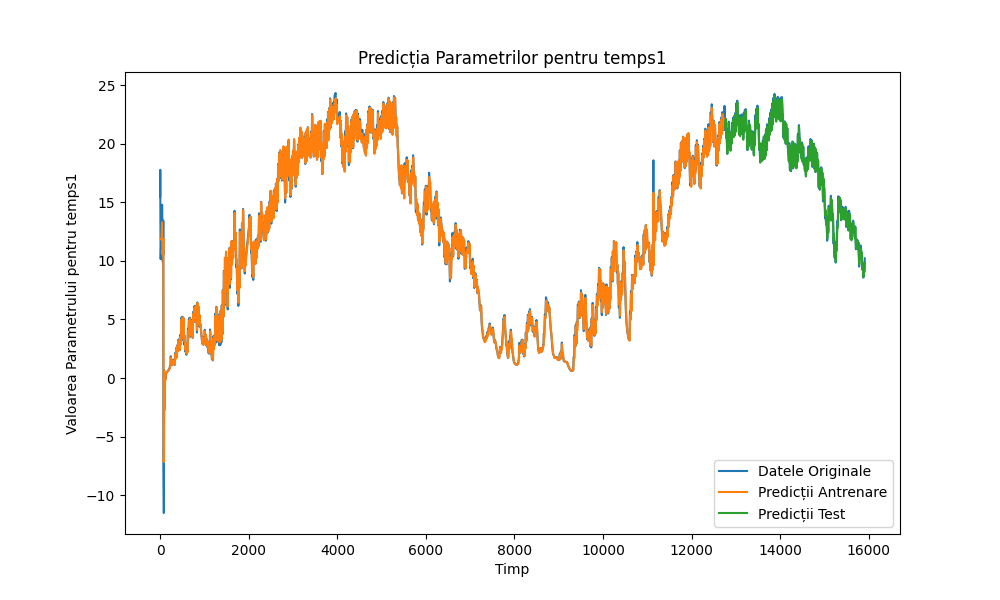 Predicția Parametrilor pentru temps1
Valoarea Parametrului pentru temps1
25
20
15
10
5
0
−5
−10
0 2000 4000 6000 8000 10000 12000 14000 16000
Timp
Datele Originale
Predicții Antrenare
Predicții Test